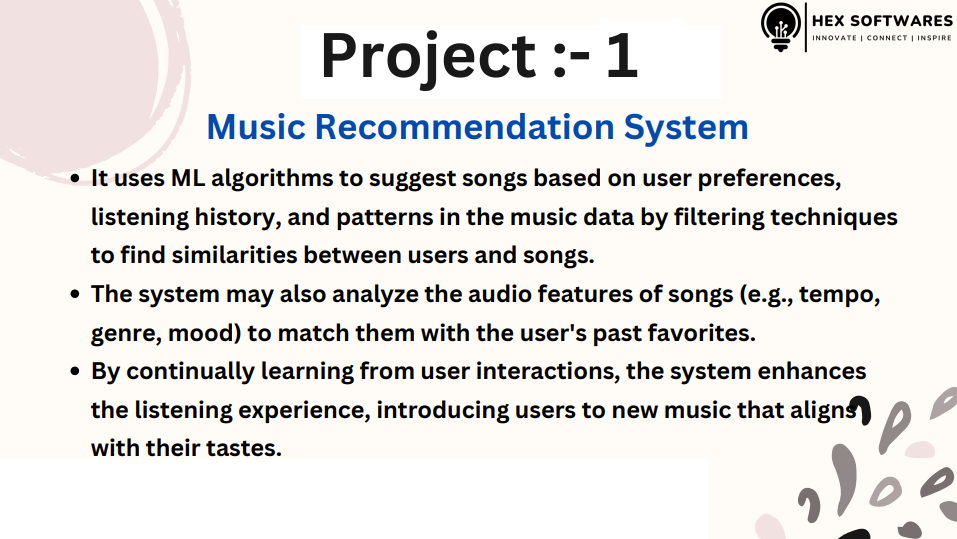 HEX SOFTWARES
INNOVATE | CONNECT | INSPIRE
Project :- 1
Music Recommendation System
• It uses ML algorithms to suggest songs based on user preferences,
listening history, and patterns in the music data by filtering techniques
to find similarities between users and songs.
• The system may also analyze the audio features of songs (e.g., tempo,
genre, mood) to match them with the user's past favorites.
• By continually learning from user interactions, the system enhances
the listening experience, introducing users to new music that aligns
with their tastes.